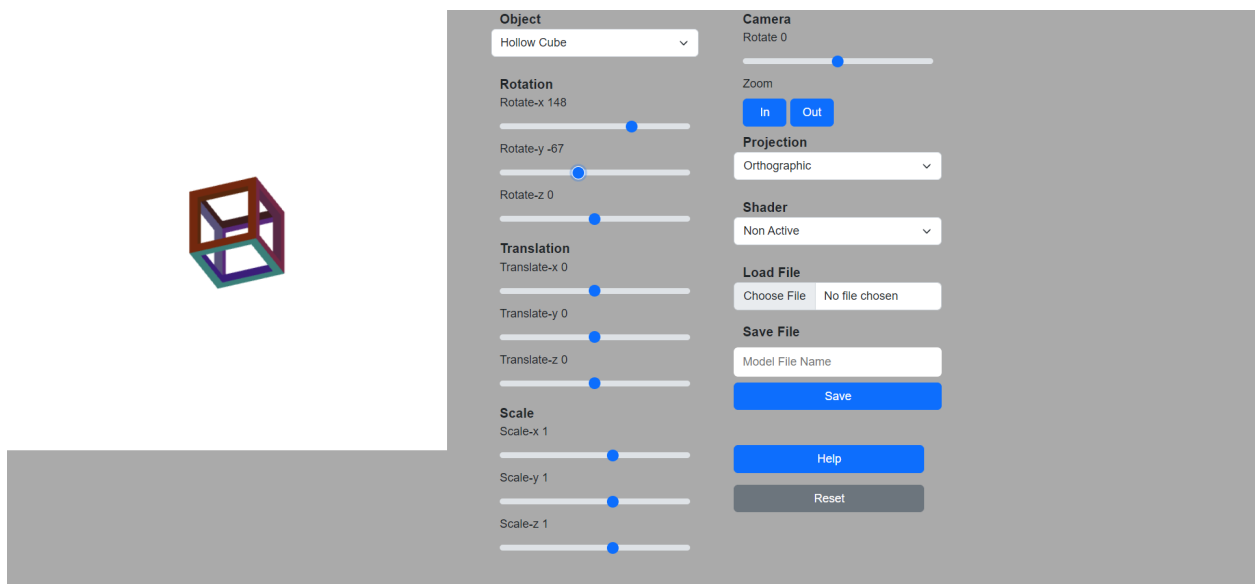 Object
Hollow Cube
Rotation
Rotate-x 148
Rotate-y -67
Rotate-z 0
Translation
Translate-x 0
Translate-y 0
Translate-z 0
Scale
Scale-x 1
Scale-y 1
Scale-z 1
Camera
Rotate 0
Zoom
In Out
Projection
Orthographic
Shader
Non Active
Load File
Choose File No file chosen
Save File
Model File Name
Save
Help
Reset